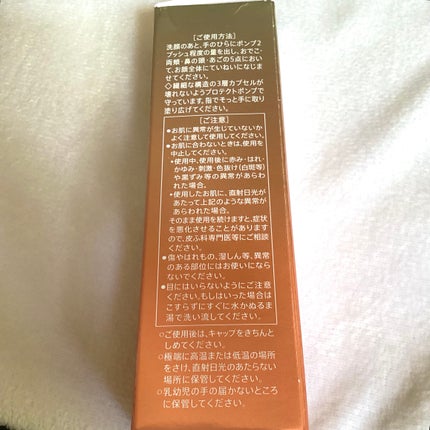 ［ご使用方法］
洗顔のあと、手のひらにポンプ2
プッシュ程度の量を出し、おでこ・
両頬・鼻の頭・あごの5点におい
て、お顔全体にていねいになじま
せてください。
◇繊細な構造の3層カプセルが
壊れないようプロテクトポンプで
守っています。指でそっと手に取り
塗り広げてください。
［ご注意］
●お肌に異常が生じていないか
よく注意して使用してください。
●お肌に合わないときは、使用を
中止してください。
＊使用中、使用後に赤み・はれ・
かゆみ・刺激・色抜け(白斑等)
や黒ずみ等の異常があらわ
れた場合。
＊使用したお肌に、直射日光が
あたって上記のような異常が
あらわれた場合。
そのまま使用を続けますと、症状
を悪化させることがあります
ので、皮ふ科専門医等にご相談
ください。
●傷やはれもの、湿しん等、異常
のある部位にはお使いになら
ないでください。
●目にはいらないようにご注意
ください。もしはいった場合は
こすらずにすぐに水かぬるま
湯で洗い流してください。
○ご使用後は、キャップをきちんと
しめてください。
○極端に高温または低温の場所
をさけ、直射日光のあたらない
場所に保管してください。
○乳幼児の手の届かないところ
に保管してください。